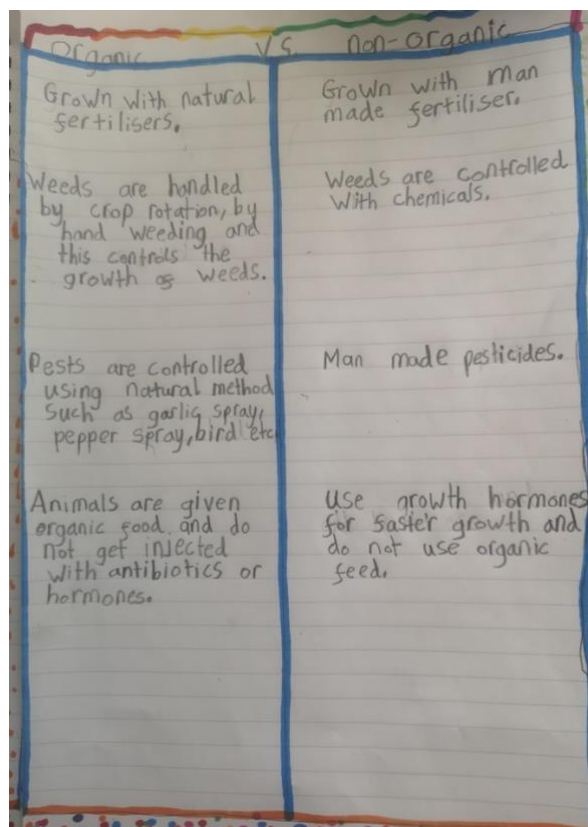 Organic VS. non-organic
Grown with natural
fertilisers.
Grown with man
made fertiliser.
Weeds are handled
by crop rotation, by
hand weeding and
this controls the
growth of weeds.
Weeds are controlled
with chemicals.
Pests are controlled
using natural method
such as garlic spray,
pepper spray, bird etc
Man made pesticides.
Animals are given
organic food and do
not get injected
with antibiotics or
hormones.
Use growth hormones
for faster growth and
do not use organic
feed.